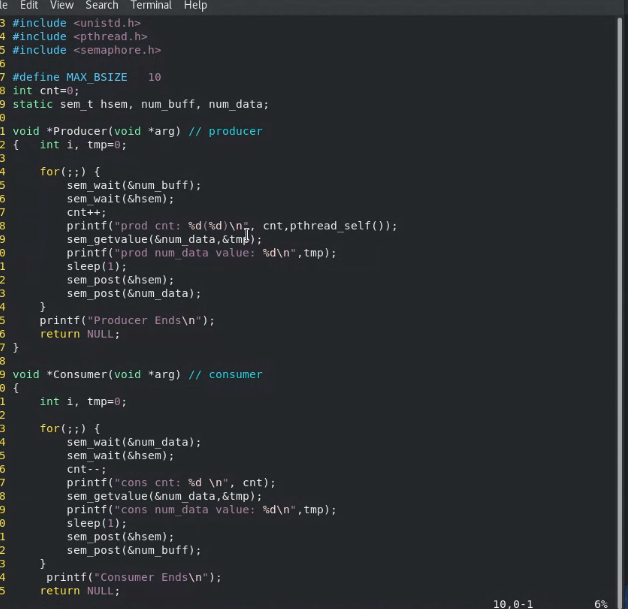 le Edit View Search Terminal Help
3 #include <unistd.h>
4 #include <pthread.h>
5 #include <semaphore.h>
6
7 #define MAX_BSIZE   10
8 int cnt=0;
9 static sem_t hsem, num_buff, num_data;
0
1 void *Producer(void *arg) // producer
2 {   int i, tmp=0;
3
4     for(;;) {
5         sem_wait(&num_buff);
6         sem_wait(&hsem);
7         cnt++;
8         printf("prod cnt: %d(%d)\n", cnt,pthread_self());
9         sem_getvalue(&num_data,&tmp);
0         printf("prod num_data value: %d\n",tmp);
1         sleep(1);
2         sem_post(&hsem);
3         sem_post(&num_data);
4     }
5     printf("Producer Ends\n");
6     return NULL;
7 }
8
9 void *Consumer(void *arg) // consumer
0 {
1     int i, tmp=0;
2
3     for(;;) {
4         sem_wait(&num_data);
5         sem_wait(&hsem);
6         cnt--;
7         printf("cons cnt: %d \n", cnt);
8         sem_getvalue(&num_data,&tmp);
9         printf("cons num_data value: %d\n",tmp);
0         sleep(1);
1         sem_post(&hsem);
2         sem_post(&num_buff);
3     }
4      printf("Consumer Ends\n");
5     return NULL;
10,0-1 6%